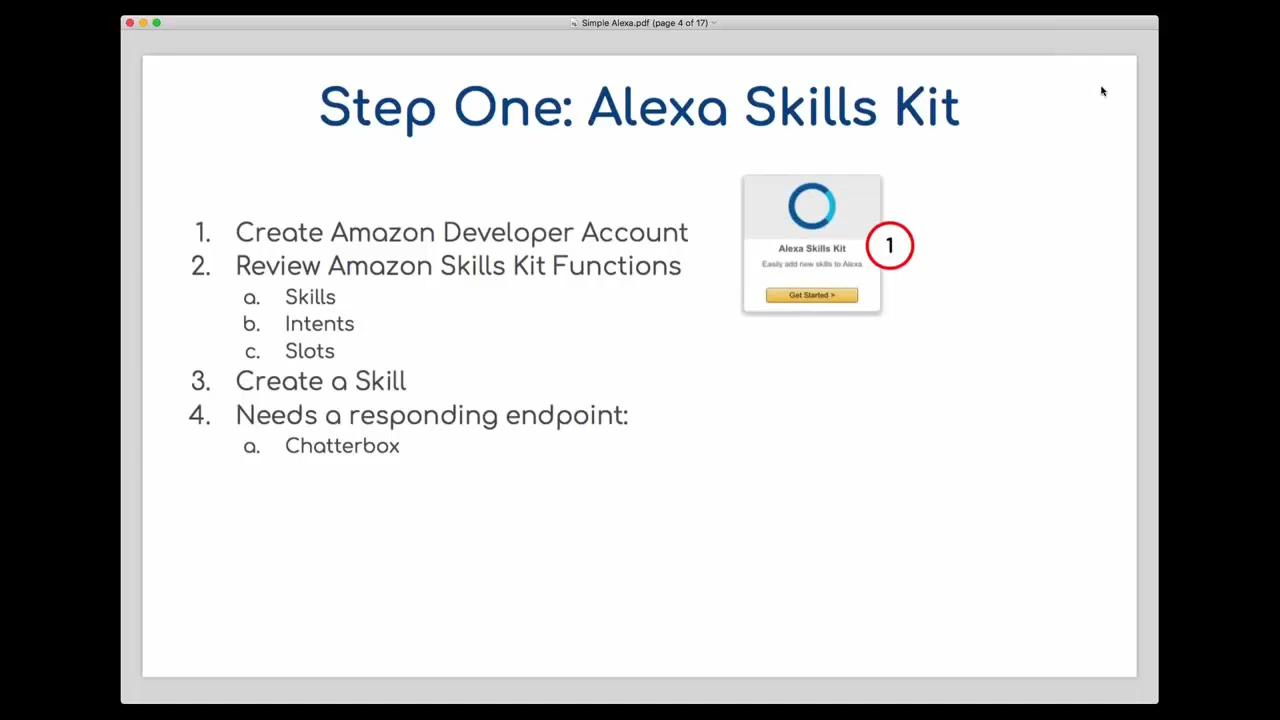 Simple Alexa.pdf (page 4 of 17)
Step One: Alexa Skills Kit
1. Create Amazon Developer Account
2. Review Amazon Skills Kit Functions
a. Skills
b. Intents
c. Slots
3. Create a Skill
4. Needs a responding endpoint:
a. Chatterbox
Alexa Skills Kit
Easily add new skills to Alexa
Get Started >
1